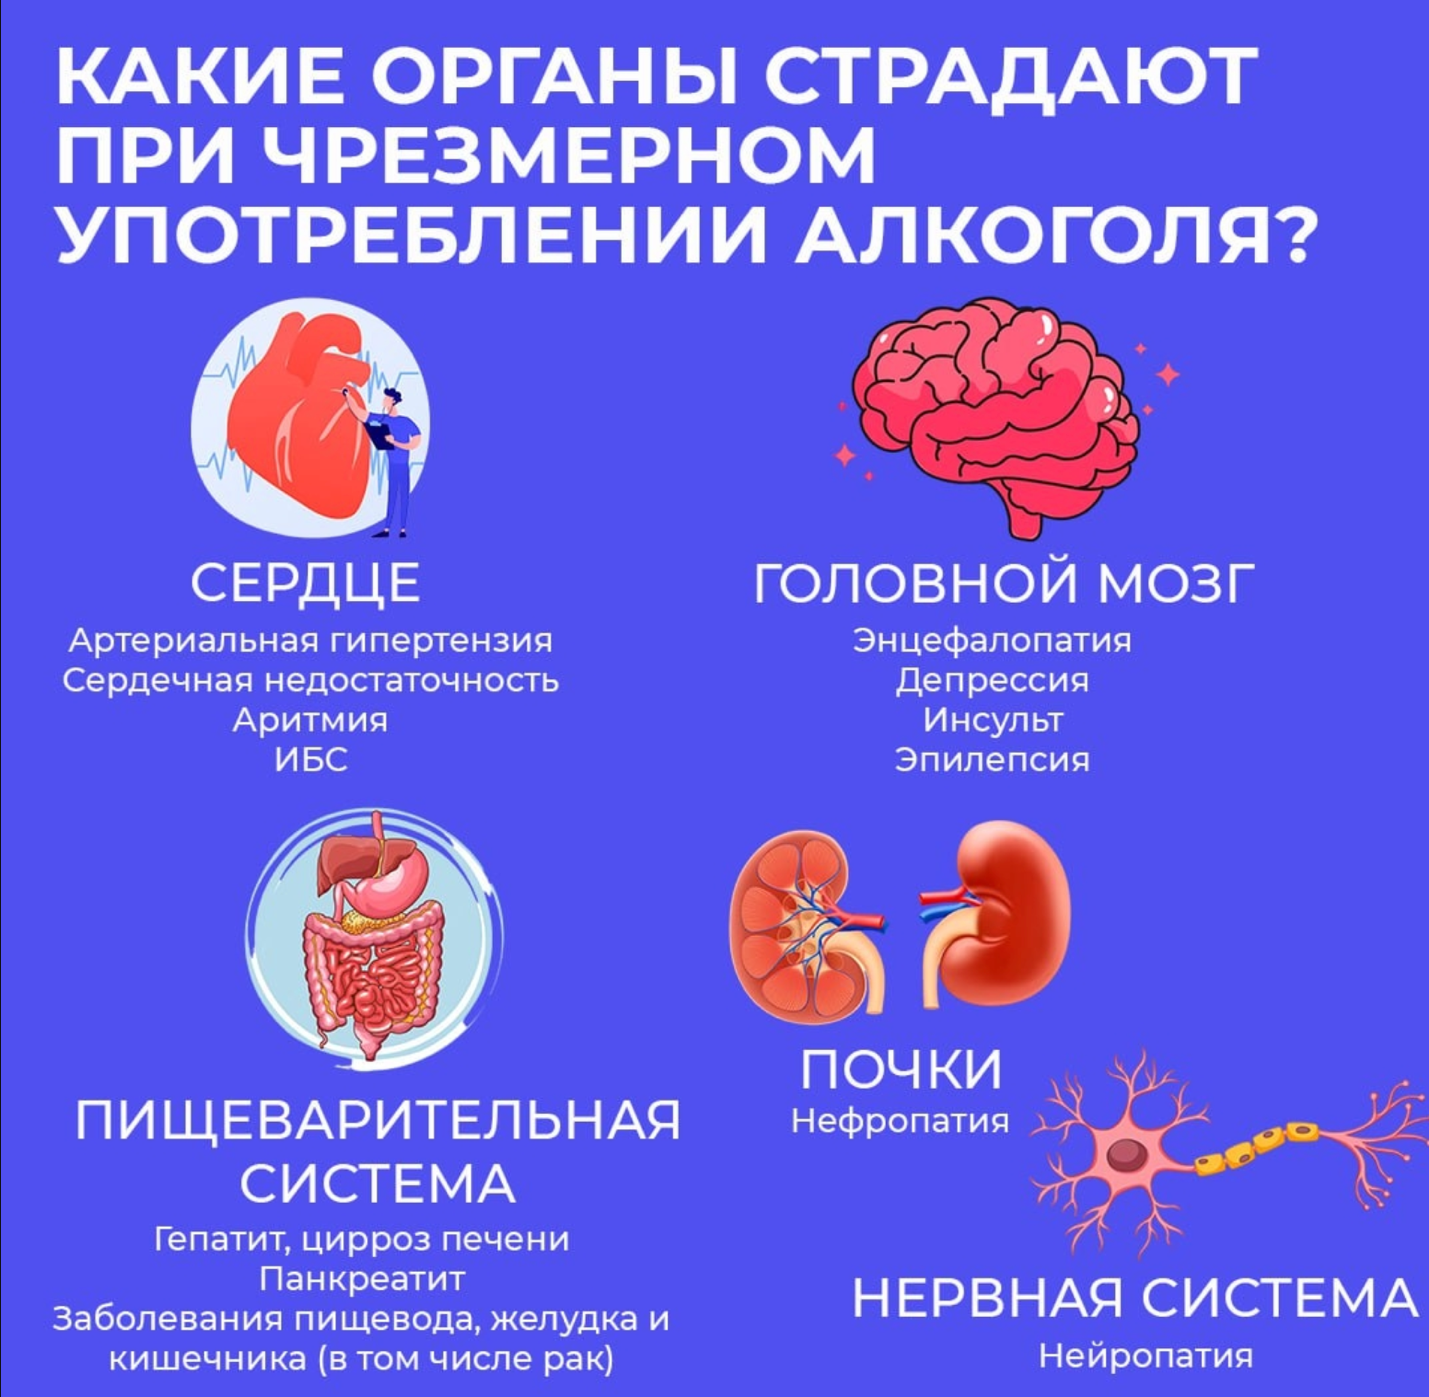 КАКИЕ ОРГАНЫ СТРАДАЮТ
ПРИ ЧРЕЗМЕРНОМ
УПОТРЕБЛЕНИИ АЛКОГОЛЯ?
СЕРДЦЕ
Артериальная гипертензия
Сердечная недостаточность
Аритмия
ИБС
ГОЛОВНОЙ МОЗГ
Энцефалопатия
Депрессия
Инсульт
Эпилепсия
ПИЩЕВАРИТЕЛЬНАЯ
СИСТЕМА
Гепатит, цирроз печени
Панкреатит
Заболевания пищевода, желудка и
кишечника (в том числе рак)
ПОЧКИ
Нефропатия
НЕРВНАЯ СИСТЕМА
Нейропатия